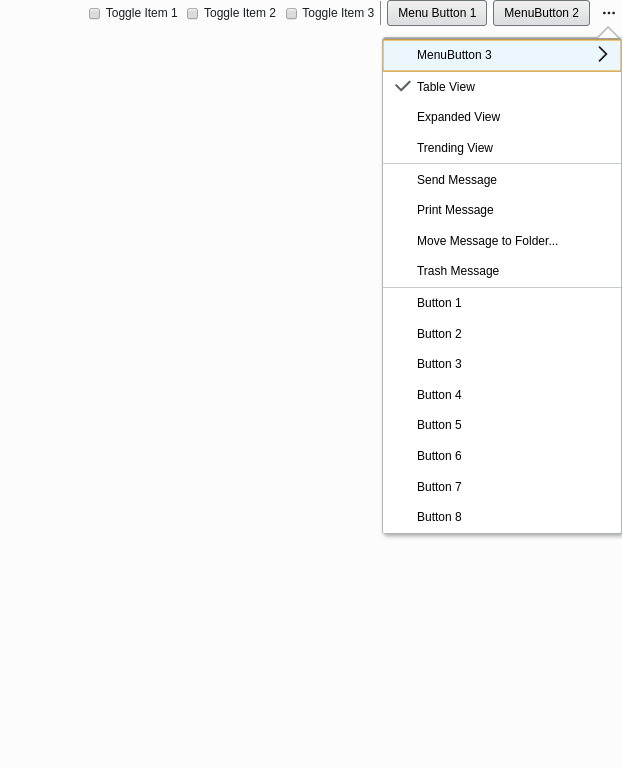 Toggle Item 1 Toggle Item 2 Toggle Item 3 Menu Button 1 MenuButton 2 ...
MenuButton 3
Table View
Expanded View
Trending View
Send Message
Print Message
Move Message to Folder...
Trash Message
Button 1
Button 2
Button 3
Button 4
Button 5
Button 6
Button 7
Button 8